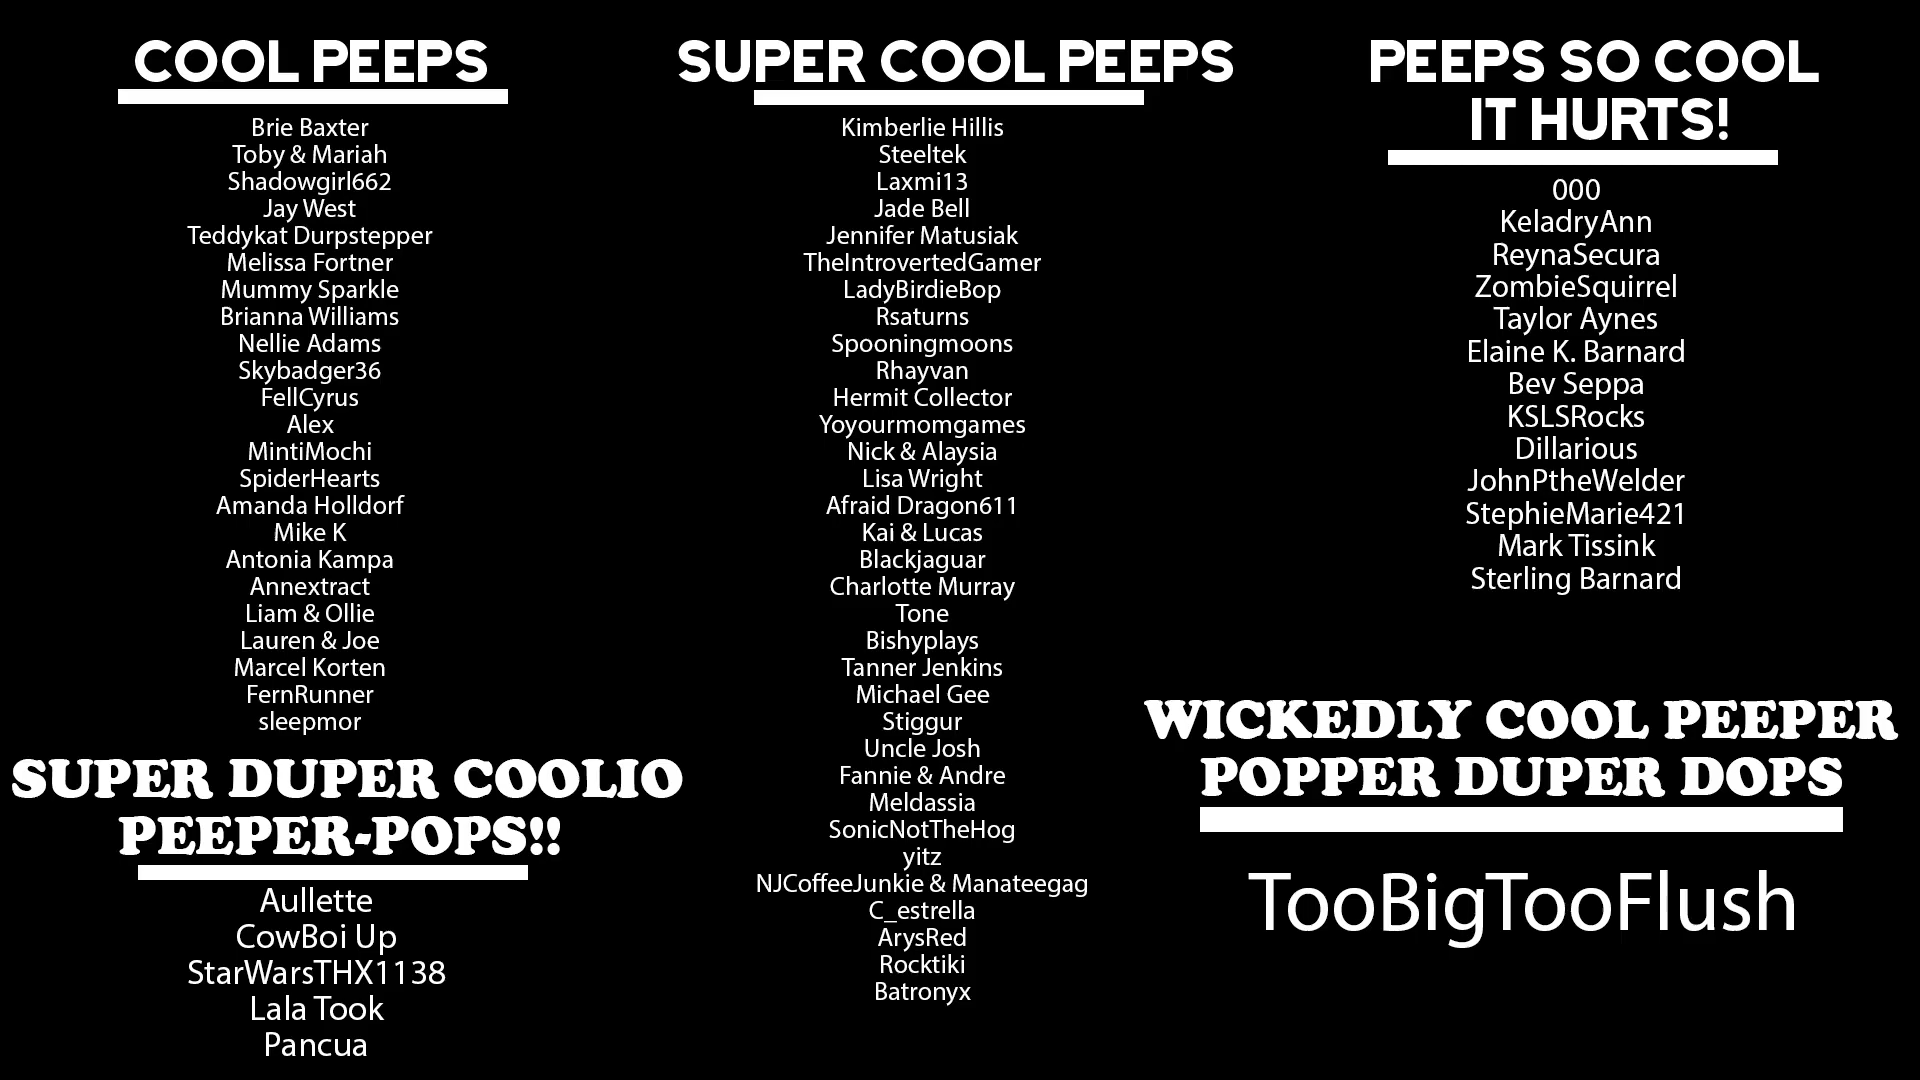 COOL PEEPS
Brie Baxter
Toby & Mariah
Shadowgirl662
Jay West
Teddykat Durpstepper
Melissa Fortner
Mummy Sparkle
Brianna Williams
Nellie Adams
Skybadger36
FellCyrus
Alex
MintiMochi
SpiderHearts
Amanda Holldorf
Mike K
Antonia Kampa
Annextract
Liam & Ollie
Lauren & Joe
Marcel Korten
FernRunner
sleepmor
SUPER DUPER COOLIO
PEEPER-POPS!!
Aullette
CowBoi Up
StarWarsTHX1138
Lala Took
Pancua
SUPER COOL PEEPS
Kimberlie Hillis
Steeltek
Laxmi13
Jade Bell
Jennifer Matusiak
TheIntrovertedGamer
LadyBirdieBop
Rsaturns
Spooningmoons
Rhayvan
Hermit Collector
Yoyourmomgames
Nick & Alaysia
Lisa Wright
Afraid Dragon611
Kai & Lucas
Blackjaguar
Charlotte Murray
Tone
Bishyplays
Tanner Jenkins
Michael Gee
Stiggur
Uncle Josh
Fannie & Andre
Meldassia
SonicNotTheHog
yitz
NJCoffeeJunkie & Manateegag
C_estrella
ArysRed
Rocktiki
Batronyx
PEEPS SO COOL
IT HURTS!
000
KeladryAnn
ReynaSecura
ZombieSquirrel
Taylor Aynes
Elaine K. Barnard
Bev Seppa
KSLSRocks
Dillarious
JohnPtheWelder
StephieMarie421
Mark Tissink
Sterling Barnard
WICKEDLY COOL PEEPER
POPPER DUPER DOPS
TooBigTooFlush